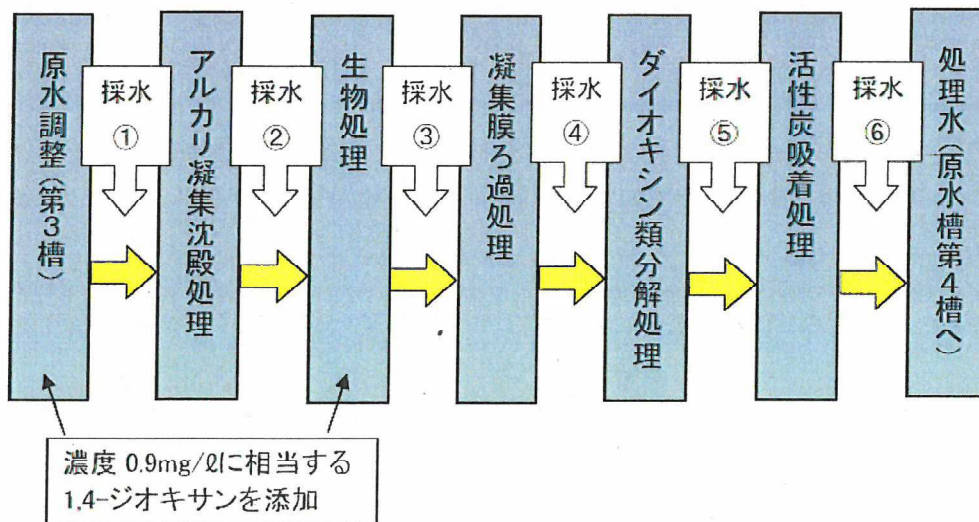 原水調整(第3槽)
採水
①
アルカリ凝集沈殿処理
採水
②
生物処理
採水
③
凝集膜ろ過処理
採水
④
ダイオキシン類分解処理
採水
⑤
活性炭吸着処理
採水
⑥
処理水(原水槽第4槽へ)
濃度 0.9mg/ℓに相当する
1,4-ジオキサンを添加